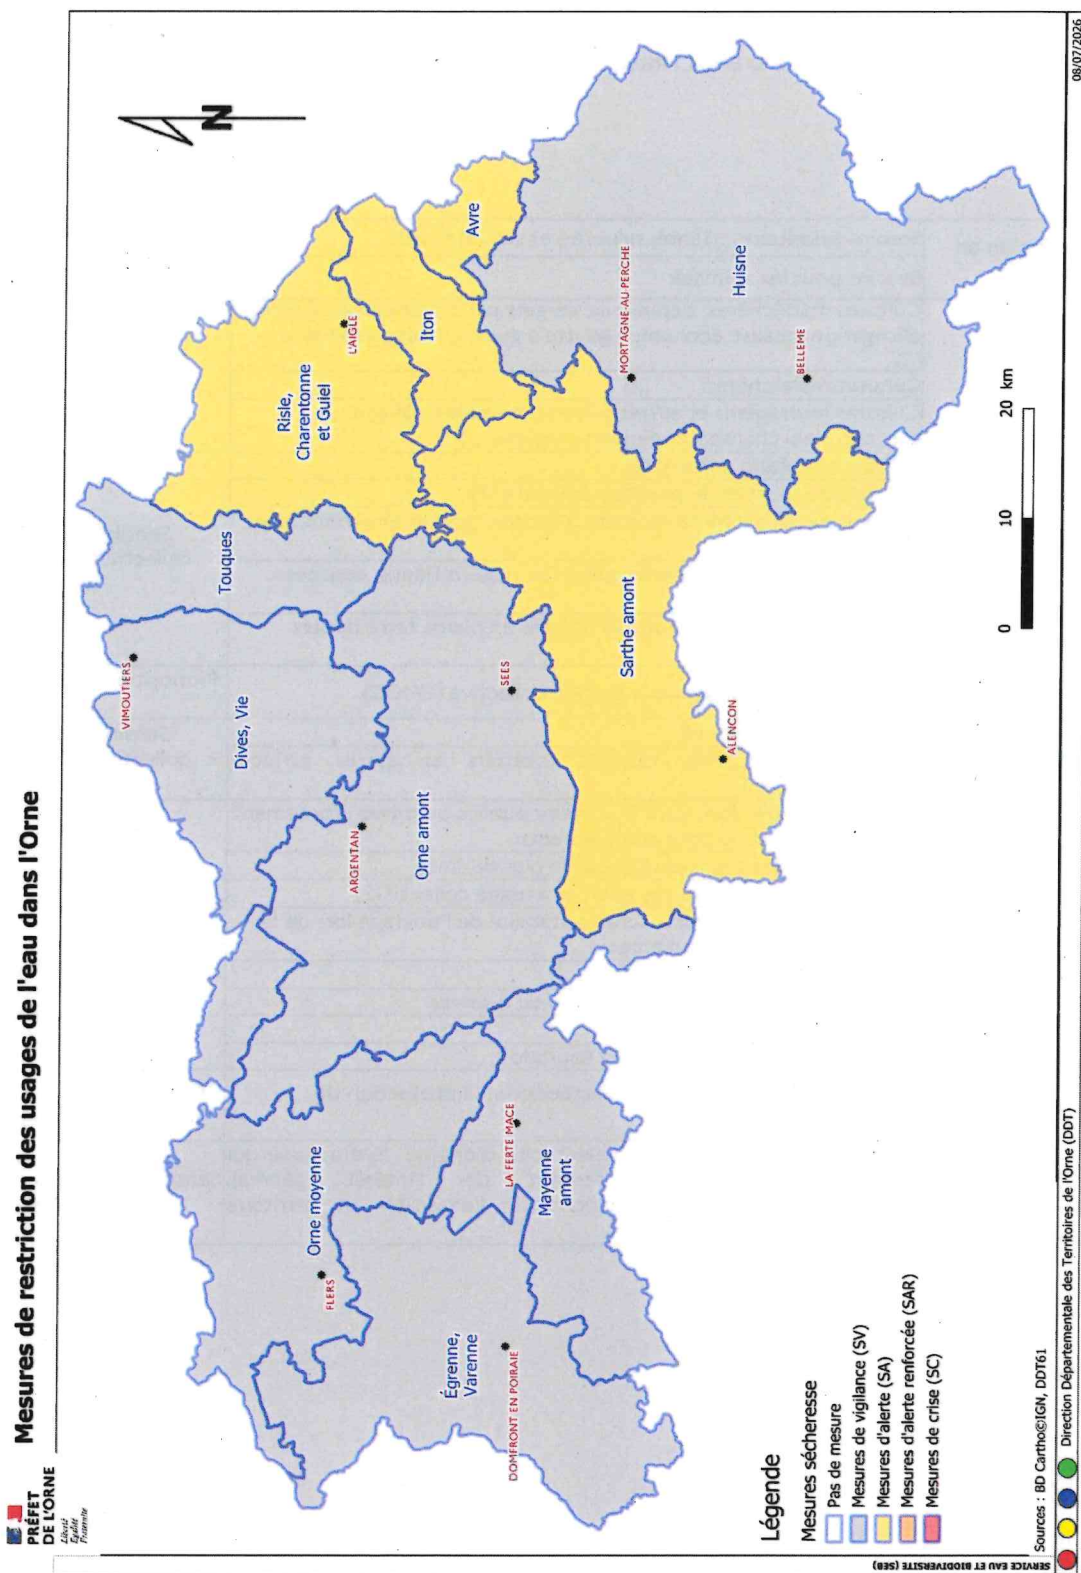 PRÉFET
DE L'ORNE
Liberté
Égalité
Fraternité
Mesures de restriction des usages de l'eau dans l'Orne
N
VIMOUTIERS
Touques
Dives, Vie
Risle,
Charentonne
et Guiel
L'AIGLE
Iton
Avre
ARGENTAN
Orne amont
SEES
FLERS
Orne moyenne
Égrenne,
Varenne
DOMFRONT EN POIRAIE
LA FERTE MACE
Mayenne
amont
Sarthe amont
ALENCON
MORTAGNE-AU-PERCHE
Huisne
BELLEME
Légende
Mesures sécheresse
Pas de mesure
Mesures de vigilance (SV)
Mesures d'alerte (SA)
Mesures d'alerte renforcée (SAR)
Mesures de crise (SC)
0 10 20 km
Sources : BD Cartho©IGN, DDT61
SERVICE EAU ET BIODIVERSITE (SEB)
Direction Départementale des Territoires de l'Orne (DDT)
08/07/2026